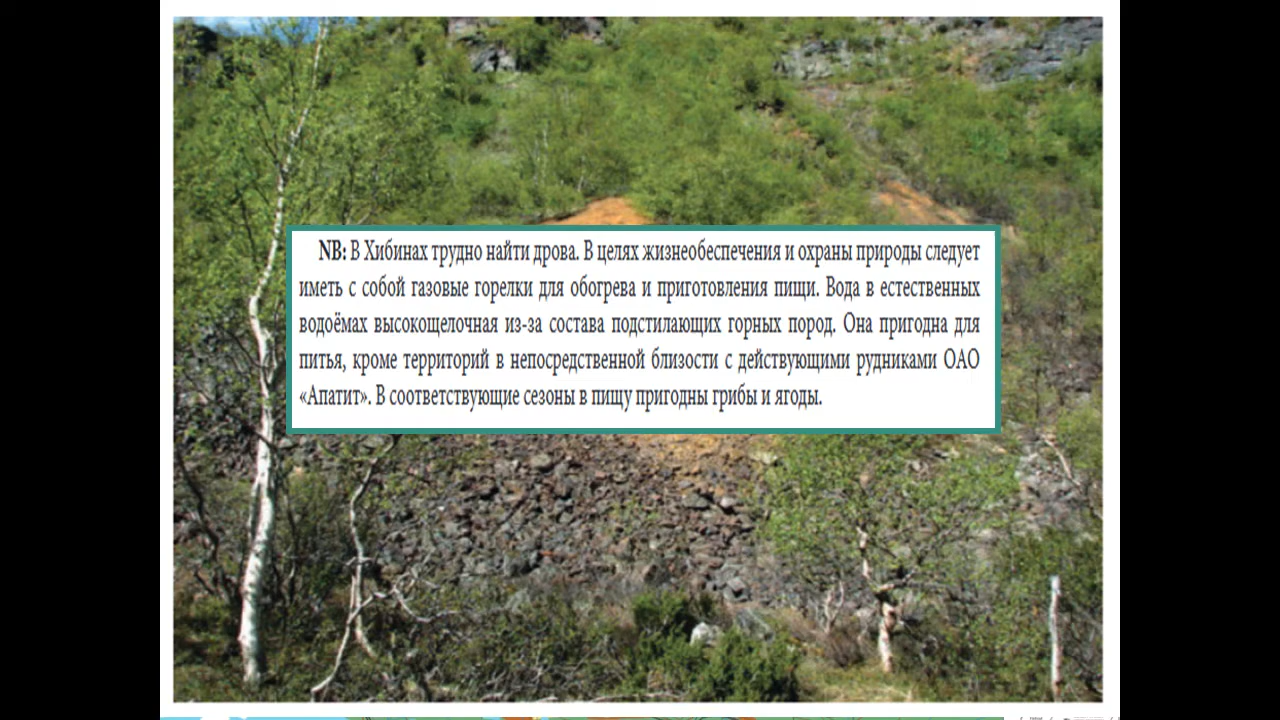 NB: В Хибинах трудно найти дрова. В целях жизнеобеспечения и охраны природы следует
иметь с собой газовые горелки для обогрева и приготовления пищи. Вода в естественных
водоёмах высокощелочная из-за состава подстилающих горных пород. Она пригодна для
питья, кроме территорий в непосредственной близости с действующими рудниками ОАО
«Апатит». В соответствующие сезоны в пищу пригодны грибы и ягоды.